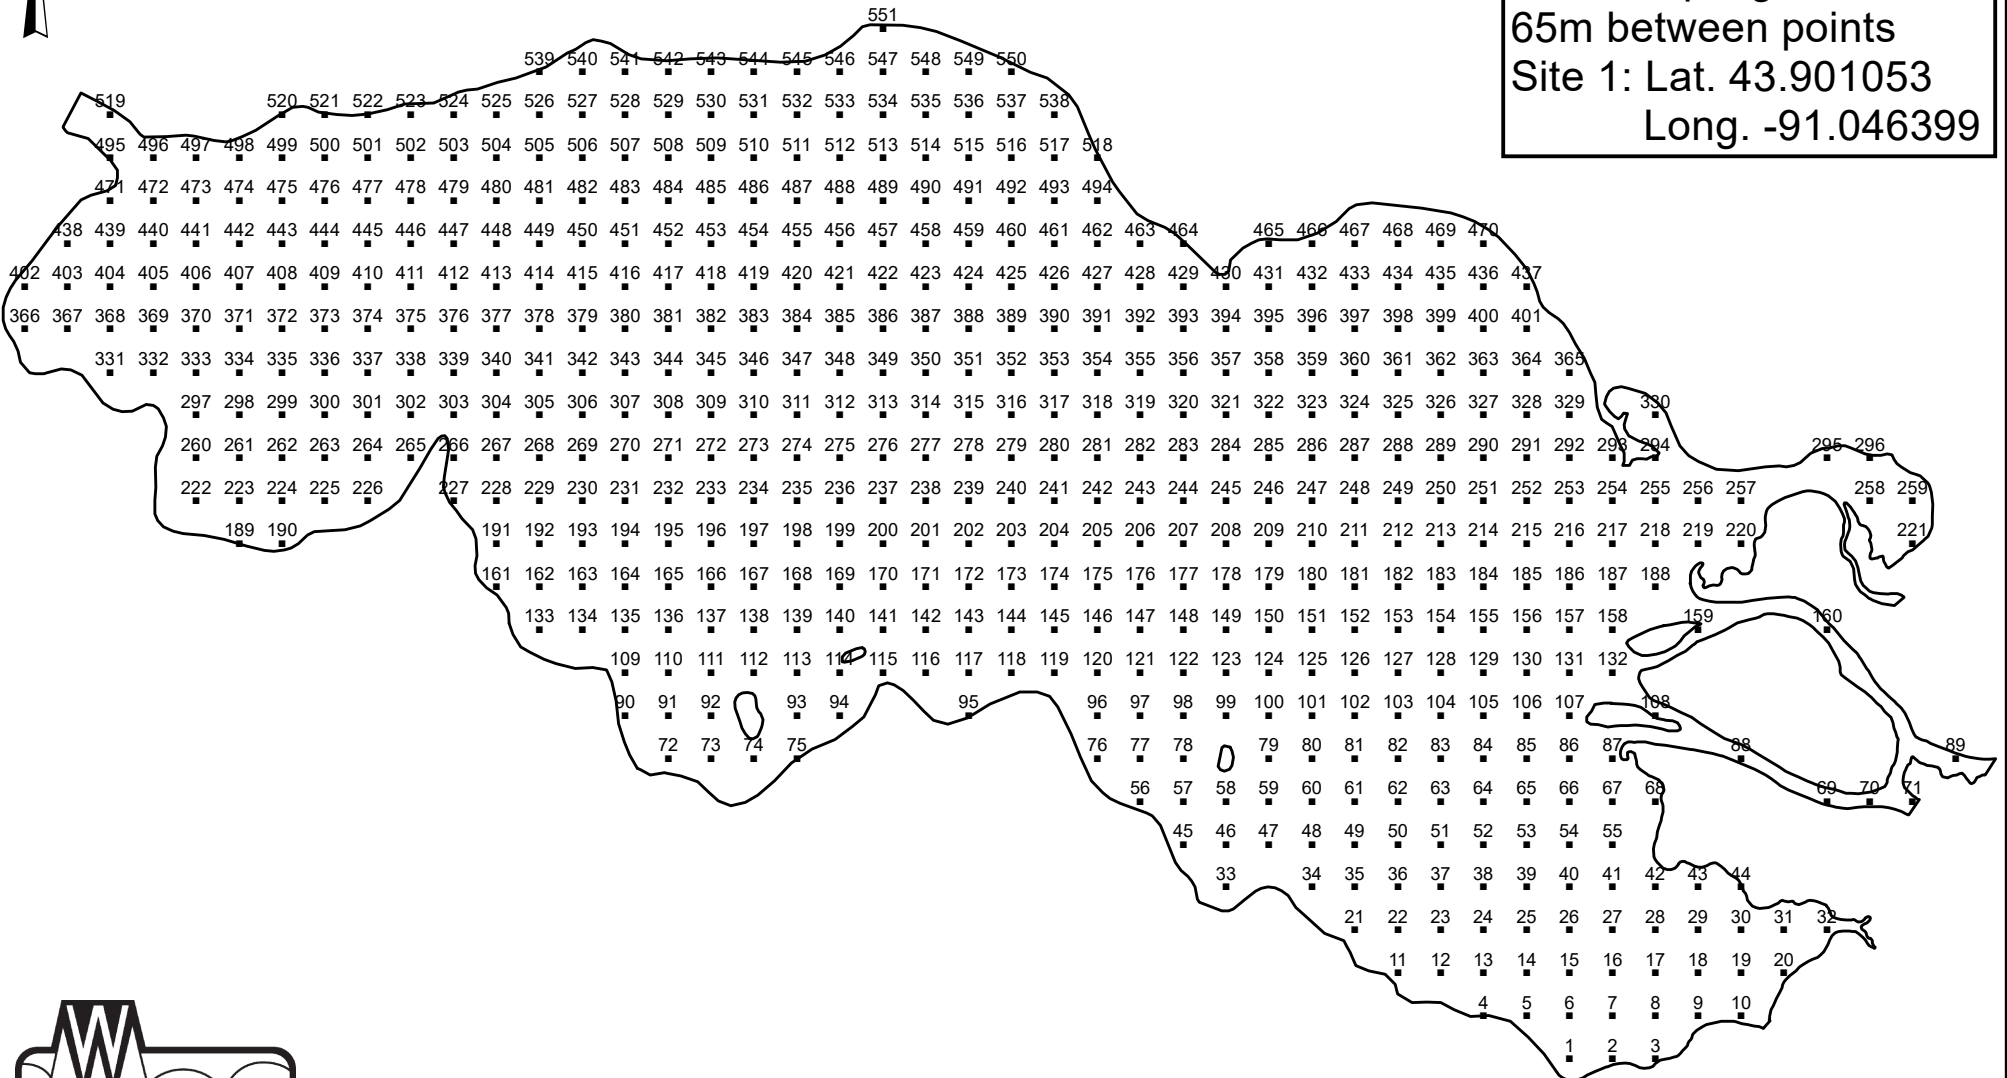 551
65m between points
539 540 541 542 543 544 545 546 547 548 549 550
Site 1: Lat. 43.901053
519 520 521 522 523 524 525 526 527 528 529 530 531 532 533 534 535 536 537 538
Long. -91.046399
495 496 497 498 499 500 501 502 503 504 505 506 507 508 509 510 511 512 513 514 515 516 517 518
471 472 473 474 475 476 477 478 479 480 481 482 483 484 485 486 487 488 489 490 491 492 493 494
438 439 440 441 442 443 444 445 446 447 448 449 450 451 452 453 454 455 456 457 458 459 460 461 462 463 464 465 466 467 468 469 470
402 403 404 405 406 407 408 409 410 411 412 413 414 415 416 417 418 419 420 421 422 423 424 425 426 427 428 429 430 431 432 433 434 435 436 437
366 367 368 369 370 371 372 373 374 375 376 377 378 379 380 381 382 383 384 385 386 387 388 389 390 391 392 393 394 395 396 397 398 399 400 401
331 332 333 334 335 336 337 338 339 340 341 342 343 344 345 346 347 348 349 350 351 352 353 354 355 356 357 358 359 360 361 362 363 364 365
297 298 299 300 301 302 303 304 305 306 307 308 309 310 311 312 313 314 315 316 317 318 319 320 321 322 323 324 325 326 327 328 329 330
260 261 262 263 264 265 266 267 268 269 270 271 272 273 274 275 276 277 278 279 280 281 282 283 284 285 286 287 288 289 290 291 292 293 294 295 296
222 223 224 225 226 227 228 229 230 231 232 233 234 235 236 237 238 239 240 241 242 243 244 245 246 247 248 249 250 251 252 253 254 255 256 257 258 259
189 190 191 192 193 194 195 196 197 198 199 200 201 202 203 204 205 206 207 208 209 210 211 212 213 214 215 216 217 218 219 220 221
161 162 163 164 165 166 167 168 169 170 171 172 173 174 175 176 177 178 179 180 181 182 183 184 185 186 187 188
133 134 135 136 137 138 139 140 141 142 143 144 145 146 147 148 149 150 151 152 153 154 155 156 157 158 159 160
109 110 111 112 113 114 115 116 117 118 119 120 121 122 123 124 125 126 127 128 129 130 131 132
90 91 92 93 94 95 96 97 98 99 100 101 102 103 104 105 106 107 108
72 73 74 75 76 77 78 79 80 81 82 83 84 85 86 87 88 89
56 57 58 59 60 61 62 63 64 65 66 67 68 69 70 71
45 46 47 48 49 50 51 52 53 54 55
33 34 35 36 37 38 39 40 41 42 43 44
21 22 23 24 25 26 27 28 29 30 31 32
11 12 13 14 15 16 17 18 19 20
4 5 6 7 8 9 10
W
1 2 3